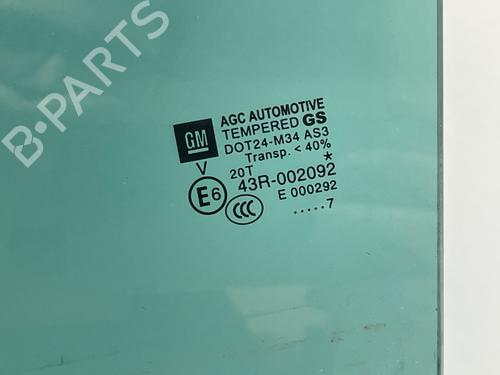 AGC AUTOMOTIVE
GM TEMPERED GS
DOT24-M34 AS3
V Transp. < 40%
20T *
E6 43R-002092
CCC E 000292
.....7
B-PARTS